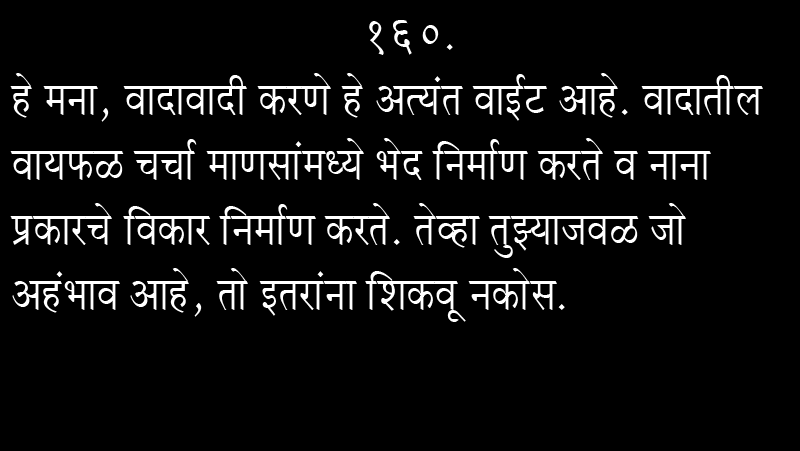 १६०.
हे मना, वादावादी करणे हे अत्यंत वाईट आहे. वादातील
वायफळ चर्चा माणसांमध्ये भेद निर्माण करते व नाना
प्रकारचे विकार निर्माण करते. तेव्हा तुझ्याजवळ जो
अहंभाव आहे, तो इतरांना शिकवू नकोस.